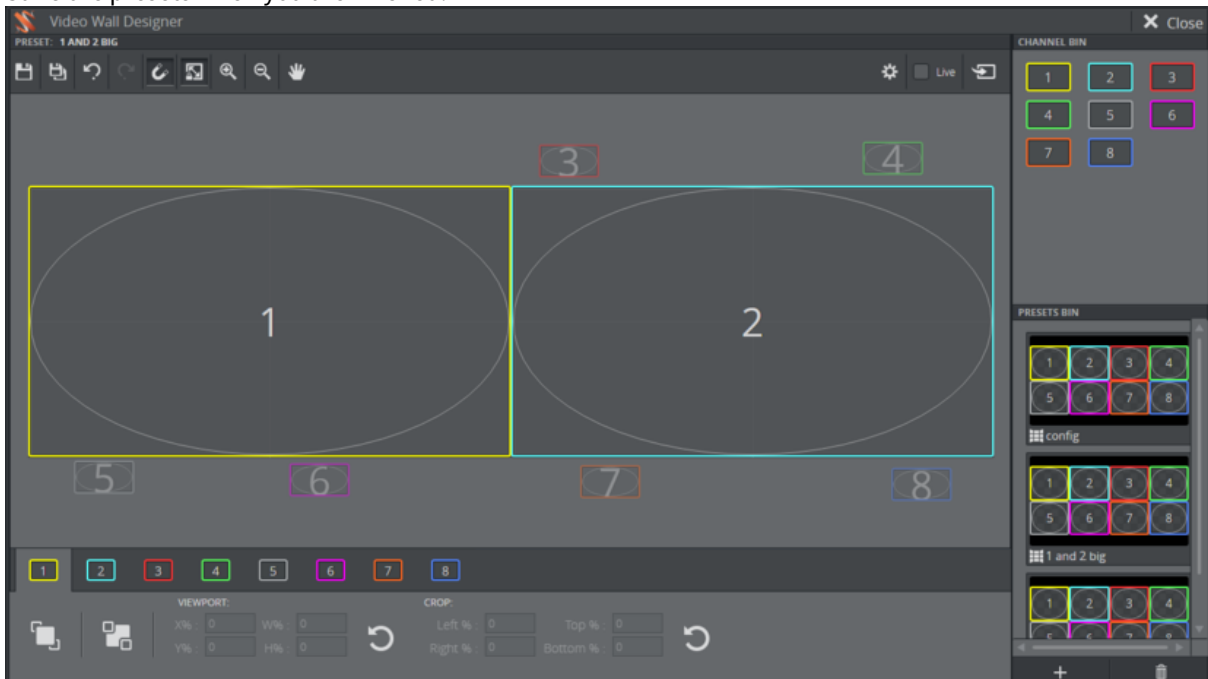 Video Wall Designer
Close
PRESET: 1 AND 2 BIG
CHANNEL BIN
Live
1 2 3
4 5 6
7 8
3 4
1 2
5 6 7 8
PRESETS BIN
1 2 3 4
5 6 7 8
config
1 2 3 4
5 6 7 8
1 and 2 big
1 2 3 4
1 2 3 4 5 6 7 8
VIEWPORT: CROP:
X% : 0 W% : 0 Left % : 0 Top % : 0
Y% : 0 H% : 0 Right % : 0 Bottom % : 0